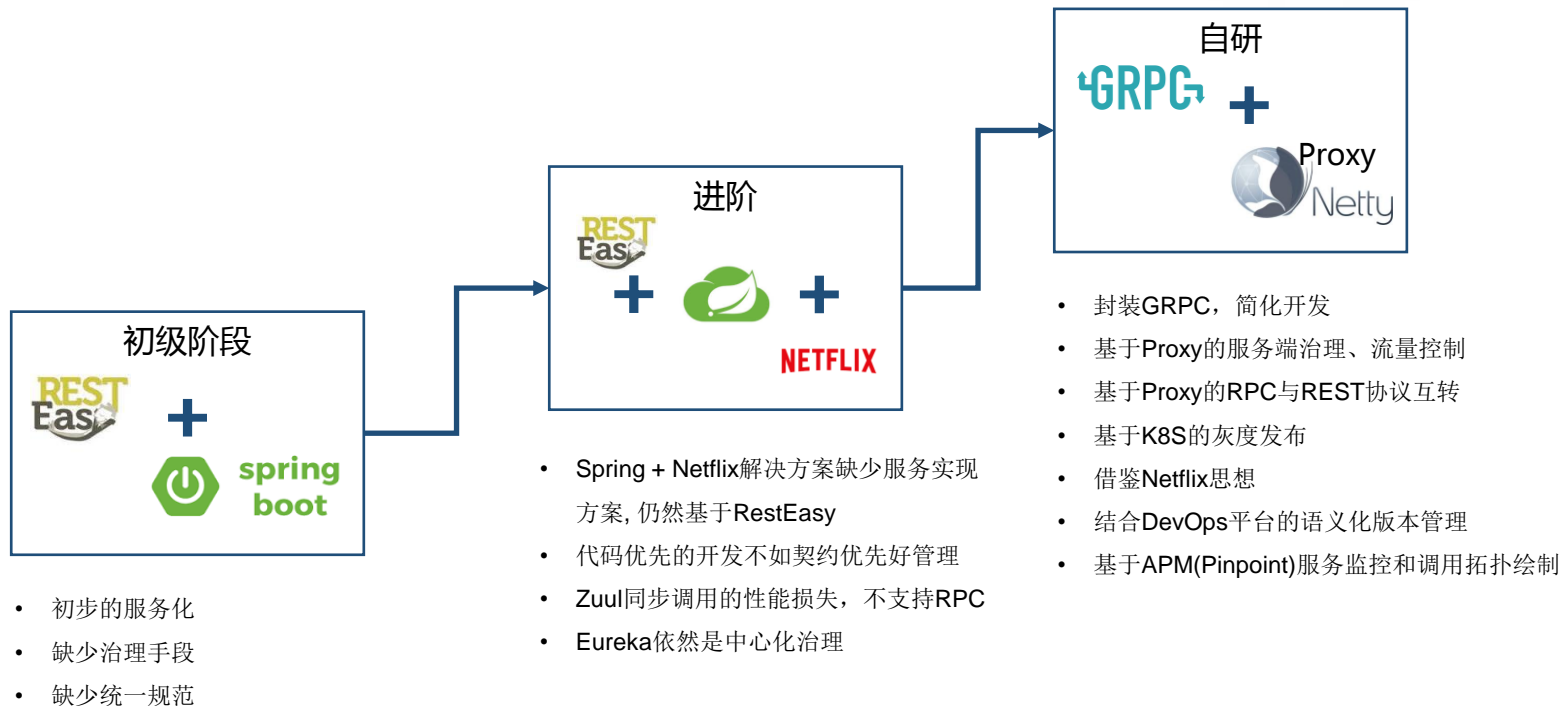 初级阶段
REST
Easy
spring
boot
初步的服务化
缺少治理手段
缺少统一规范
进阶
REST
Easy
NETFLIX
Spring + Netflix解决方案缺少服务实现
方案, 仍然基于RestEasy
代码优先的开发不如契约优先好管理
Zuul同步调用的性能损失，不支持RPC
Eureka依然是中心化治理
自研
GRPC
Proxy
Netty
封装GRPC，简化开发
基于Proxy的服务端治理、流量控制
基于Proxy的RPC与REST协议互转
基于K8S的灰度发布
借鉴Netflix思想
结合DevOps平台的语义化版本管理
基于APM(Pinpoint)服务监控和调用拓扑绘制